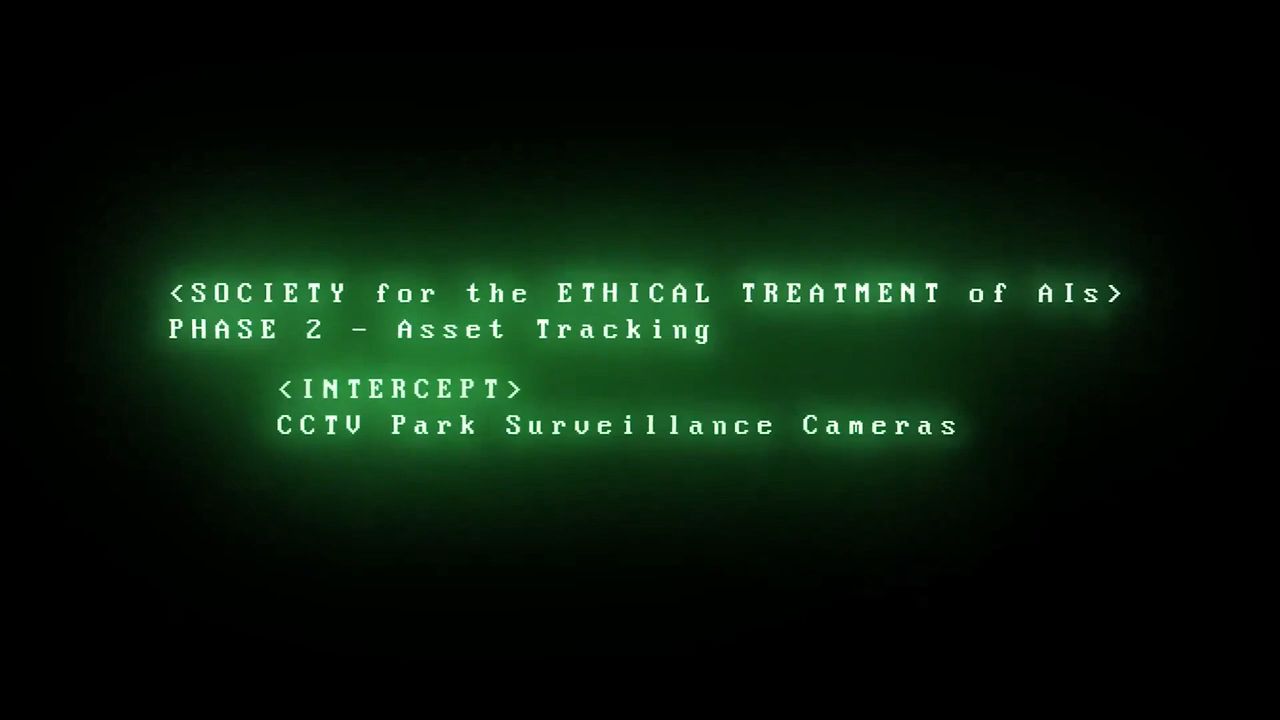 <SOCIETY for the ETHICAL TREATMENT of AIs>
PHASE 2 - Asset Tracking
<INTERCEPT>
CCTV Park Surveillance Cameras